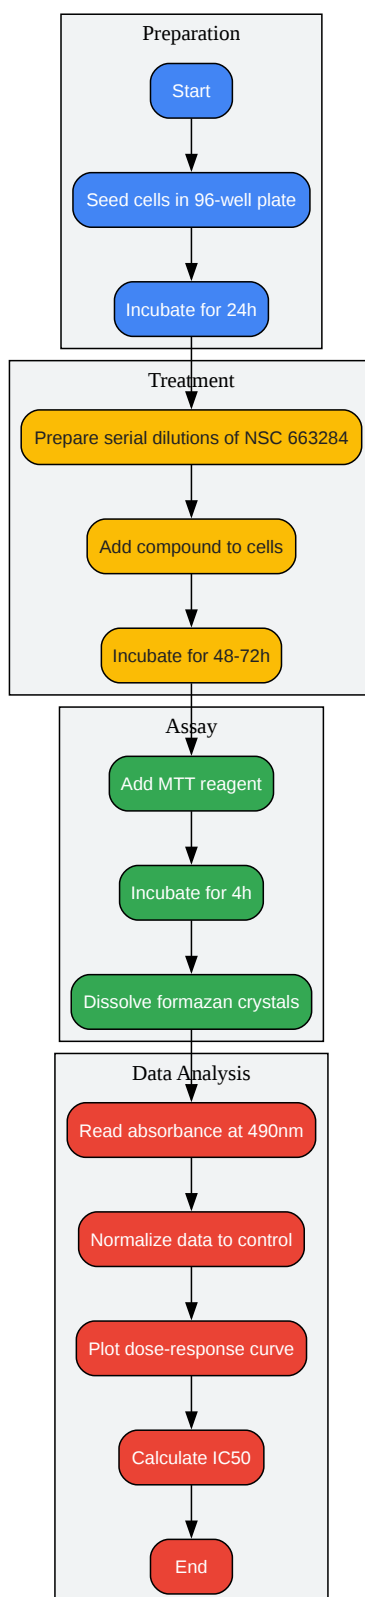 Preparation
Start
Seed cells in 96-well plate
Incubate for 24h
Treatment
Prepare serial dilutions of NSC 663284
Add compound to cells
Incubate for 48-72h
Assay
Add MTT reagent
Incubate for 4h
Dissolve formazan crystals
Data Analysis
Read absorbance at 490nm
Normalize data to control
Plot dose-response curve
Calculate IC50
End